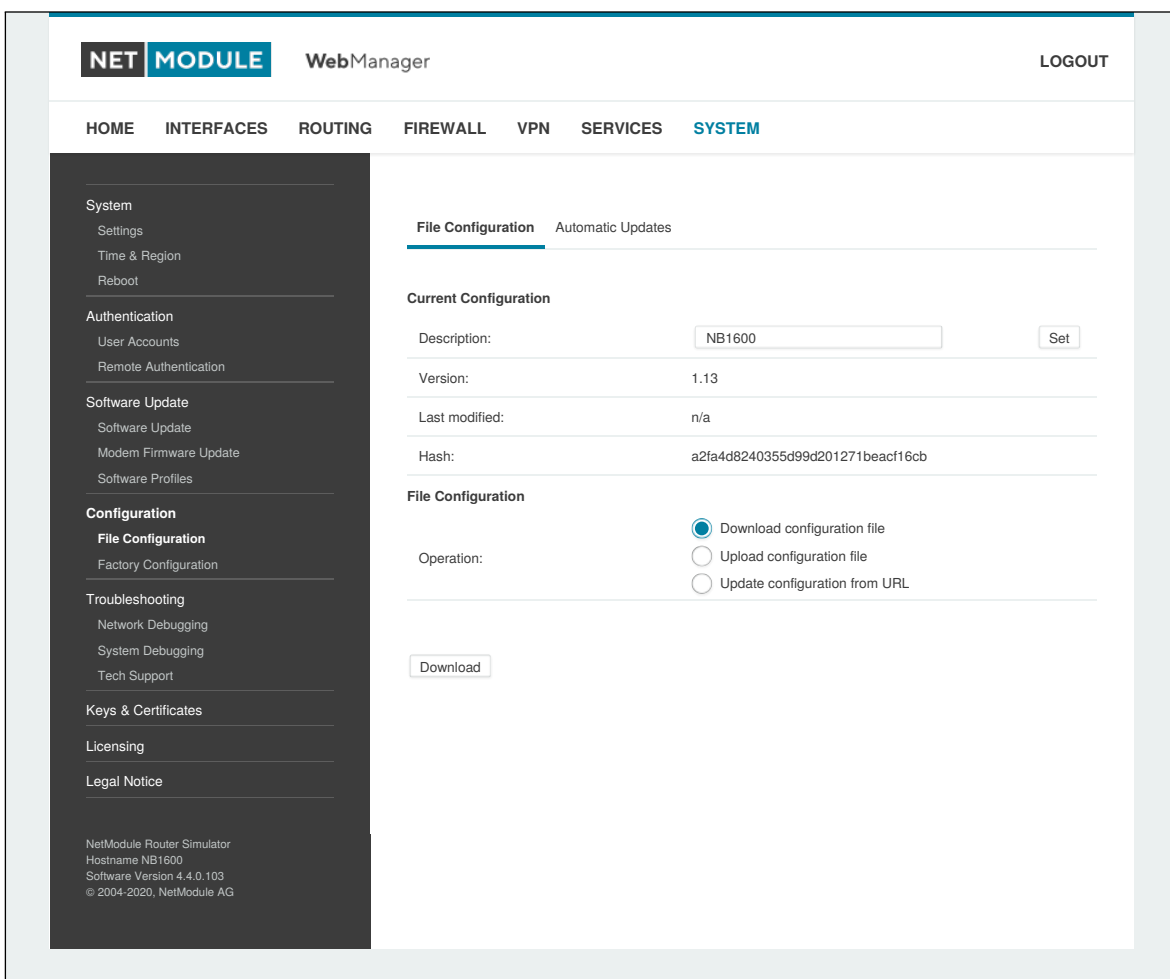 NET MODULE WebManager LOGOUT
HOME INTERFACES ROUTING FIREWALL VPN SERVICES SYSTEM
System
Settings
Time & Region
Reboot
Authentication
User Accounts
Remote Authentication
Software Update
Software Update
Modem Firmware Update
Software Profiles
Configuration
File Configuration
Factory Configuration
Troubleshooting
Network Debugging
System Debugging
Tech Support
Keys & Certificates
Licensing
Legal Notice
NetModule Router Simulator
Hostname NB1600
Software Version 4.4.0.103
© 2004-2020, NetModule AG
File Configuration Automatic Updates
Current Configuration
Description: NB1600 Set
Version: 1.13
Last modified: n/a
Hash: a2fa4d8240355d99d201271beacf16cb
File Configuration
Operation:
Download configuration file
Upload configuration file
Update configuration from URL
Download